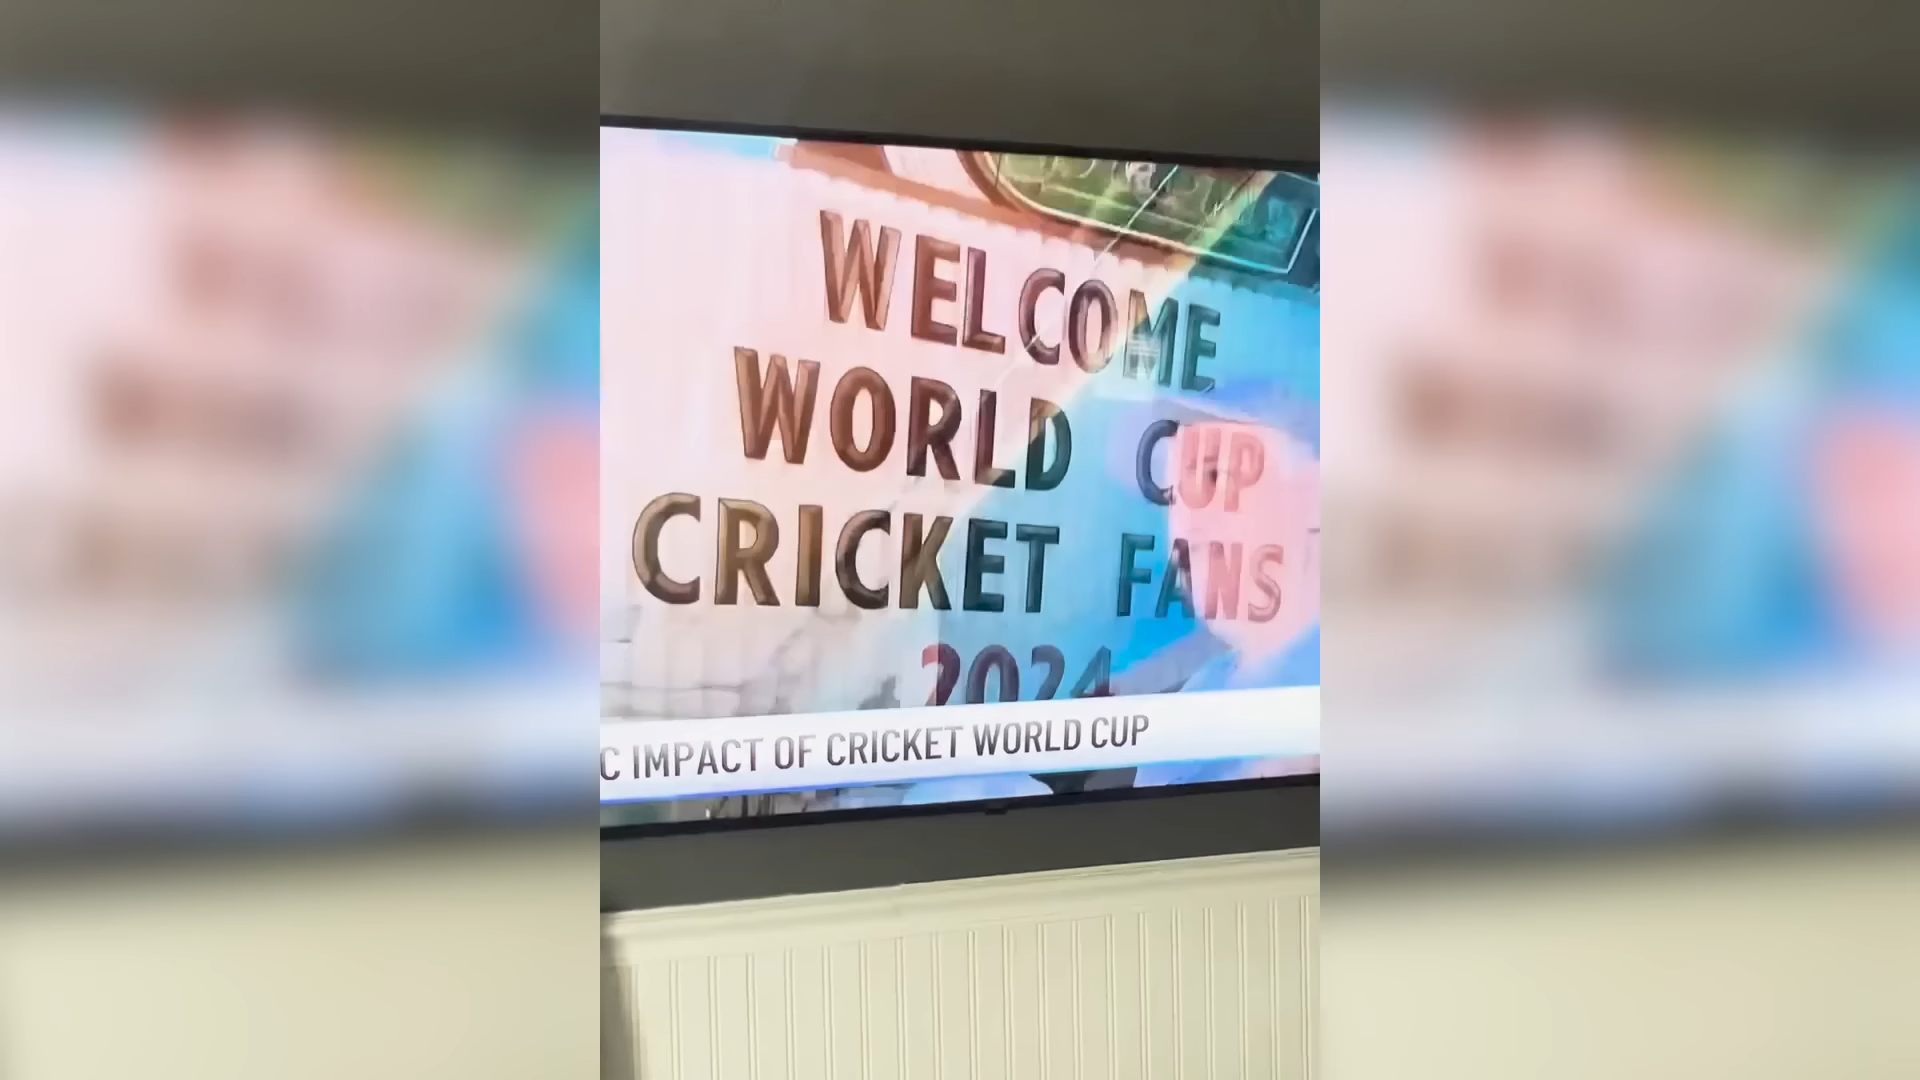 WELCOME
WORLD CUP
CRICKET FANS
2024
C IMPACT OF CRICKET WORLD CUP